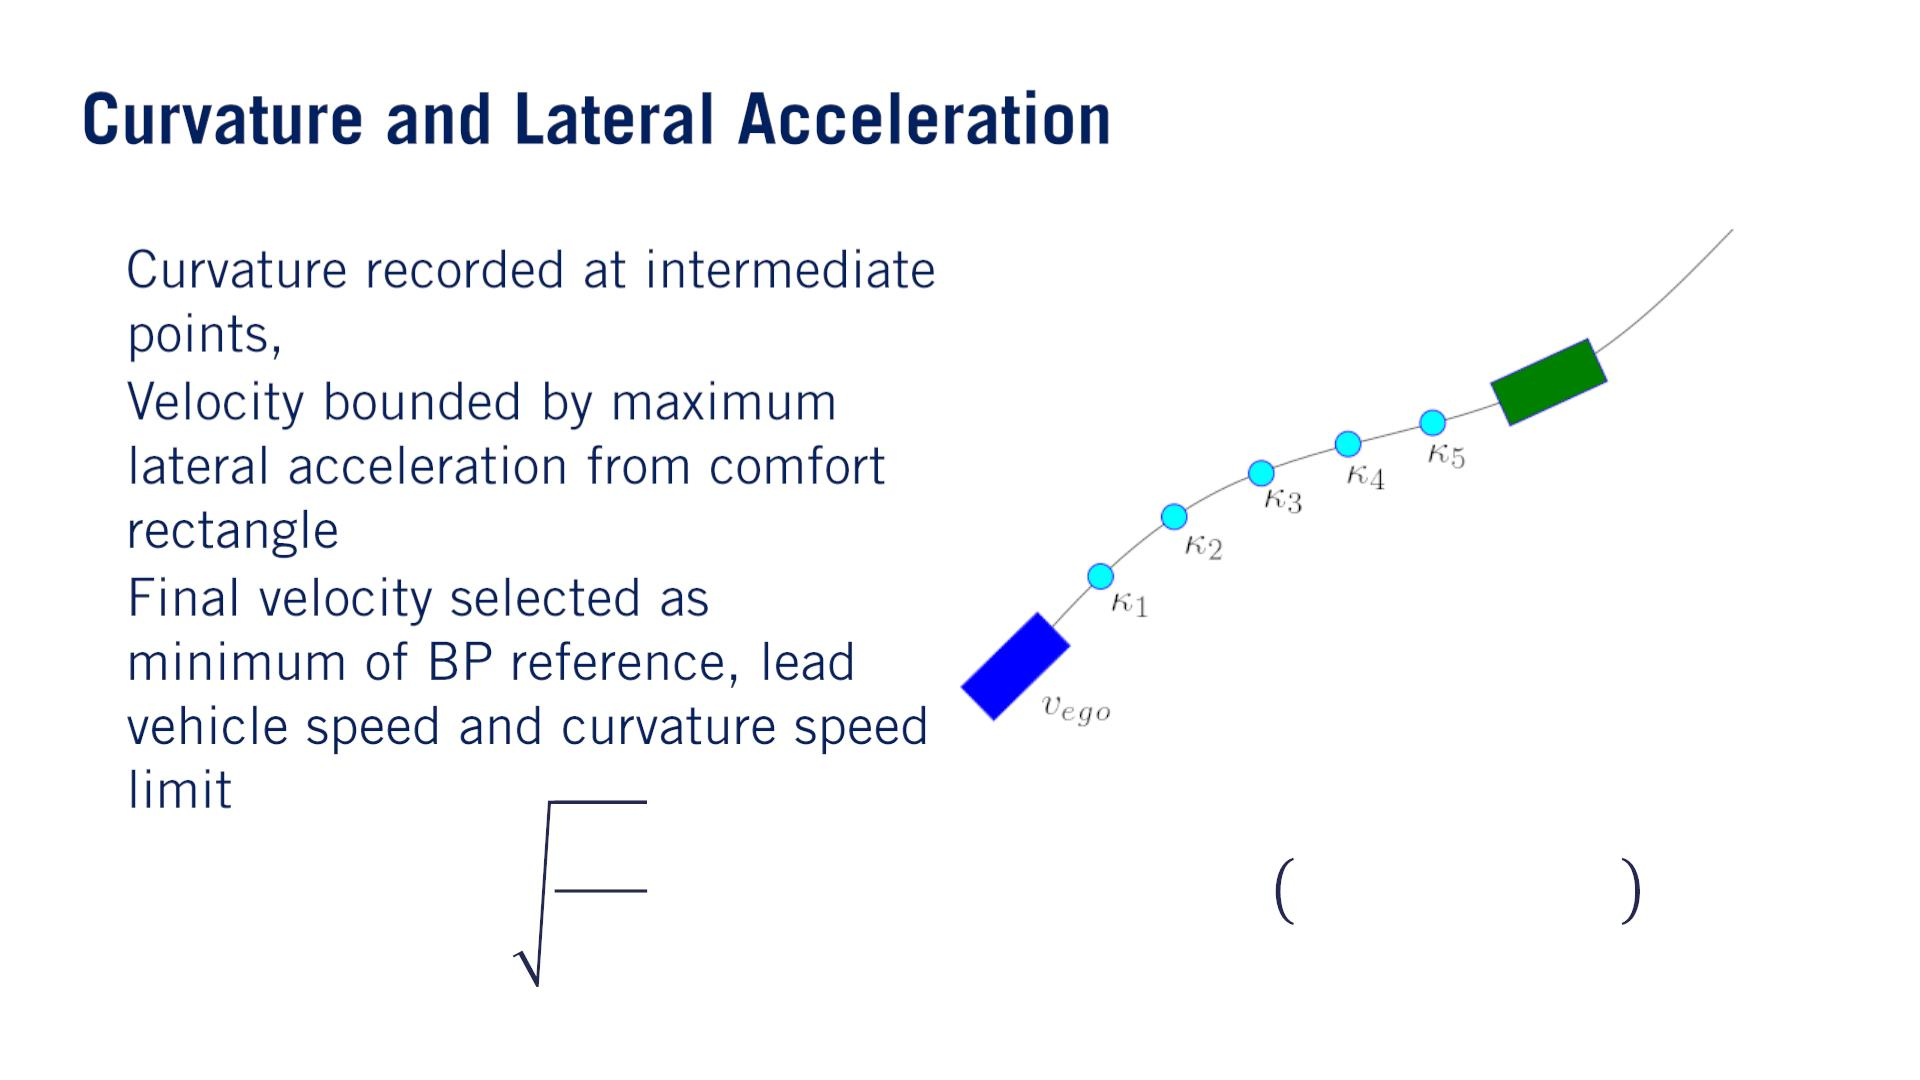 Curvature and Lateral Acceleration
Curvature recorded at intermediate
points,
Velocity bounded by maximum
lateral acceleration from comfort
rectangle
Final velocity selected as
minimum of BP reference, lead
vehicle speed and curvature speed
limit
κ5
κ4
κ3
κ2
κ1
v_ego
√
( )